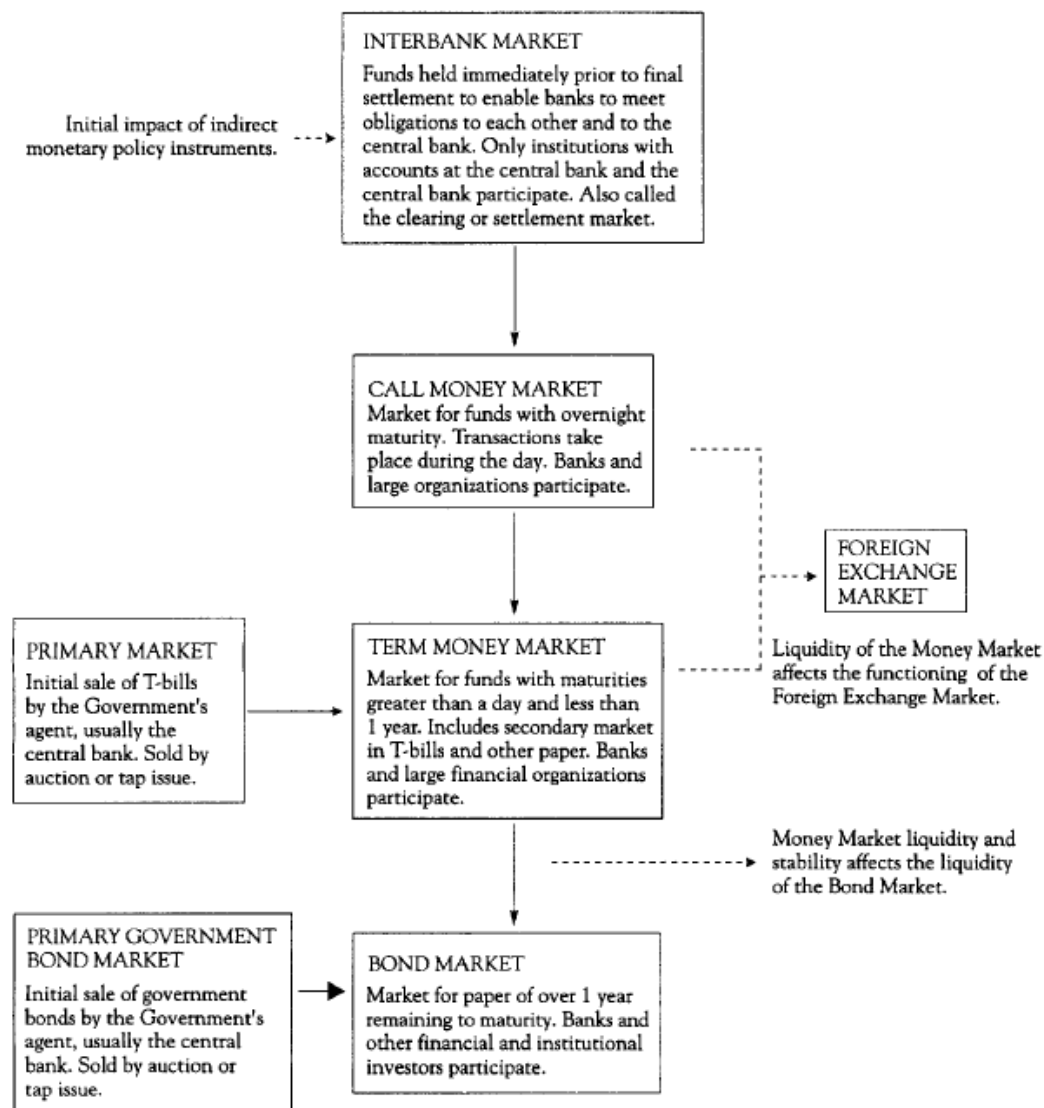 INTERBANK MARKET
Funds held immediately prior to final
settlement to enable banks to meet
obligations to each other and to the
central bank. Only institutions with
accounts at the central bank and the
central bank participate. Also called
the clearing or settlement market.
Initial impact of indirect
monetary policy instruments.
CALL MONEY MARKET
Market for funds with overnight
maturity. Transactions take
place during the day. Banks and
large organizations participate.
FOREIGN
EXCHANGE
MARKET
Liquidity of the Money Market
affects the functioning of the
Foreign Exchange Market.
PRIMARY MARKET
Initial sale of T-bills
by the Government's
agent, usually the
central bank. Sold by
auction or tap issue.
TERM MONEY MARKET
Market for funds with maturities
greater than a day and less than
1 year. Includes secondary market
in T-bills and other paper. Banks
and large financial organizations
participate.
Money Market liquidity and
stability affects the liquidity
of the Bond Market.
PRIMARY GOVERNMENT
BOND MARKET
Initial sale of government
bonds by the Government's
agent, usually the central
bank. Sold by auction or
tap issue.
BOND MARKET
Market for paper of over 1 year
remaining to maturity. Banks and
other financial and institutional
investors participate.